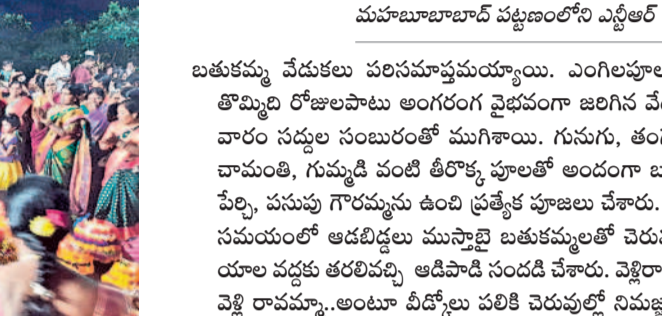 మహబూబాబాద్ పట్టణంలోని ఎన్టీఆర్
బతుకమ్మ వేడుకలు పరిసమాప్తమయ్యాయి. ఎంగిలపూల
తొమ్మిది రోజులపాటు అంగరంగ వైభవంగా జరిగిన
వారం సద్దుల సంబురంతో ముగిశాయి. గునుగు,
చామంతి, గుమ్మడి వంటి తీరొక్క పూలతో అందంగా
పేర్చి, పసుపు గౌరమ్మను ఉంచి ప్రత్యేక పూజలు చేశారు.
సమయంలో ఆడబిడ్డలు ముస్తాబై బతుకమ్మలతో
యాల వద్దకు తరలివచ్చి ఆడిపాడి సందడి చేశారు.
వెళ్లి రావమ్మా..అంటూ వీడ్కోలు పలికి చెరువుల్లో